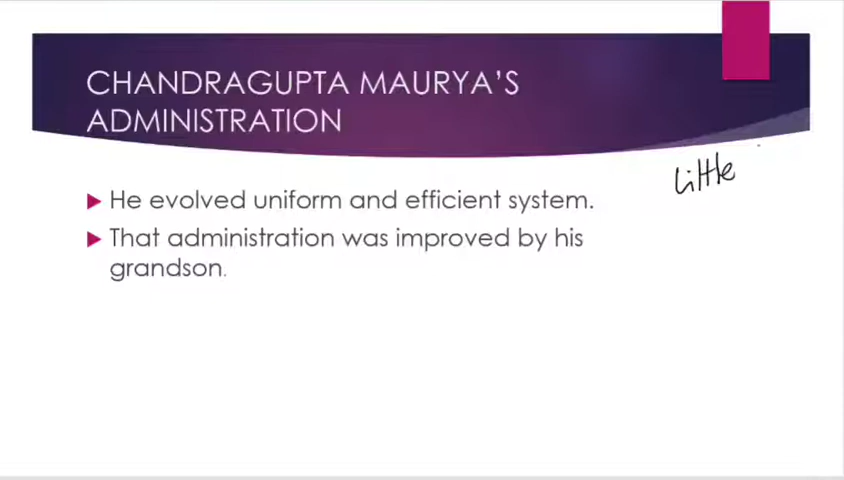 CHANDRAGUPTA MAURYA'S
ADMINISTRATION
Little
He evolved uniform and efficient system.
That administration was improved by his
grandson.